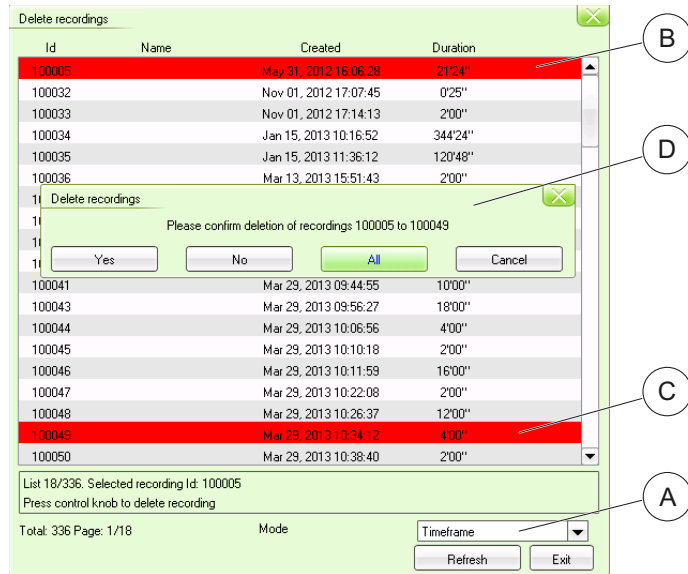 Delete recordings
Id Name Created Duration
B
100005 May 31, 2012 16:06:28 21'24"
100032 Nov 01, 2012 17:07:45 0'25"
100033 Nov 01, 2012 17:14:13 2'00"
100034 Jan 15, 2013 10:16:52 344'24"
D
100035 Jan 15, 2013 11:36:12 120'48"
100036 Mar 13, 2013 15:51:43 2'00"
Delete recordings
Please confirm deletion of recordings 100005 to 100049
Yes No All Cancel
100041 Mar 29, 2013 09:44:55 10'00"
100043 Mar 29, 2013 09:56:27 18'00"
100044 Mar 29, 2013 10:06:56 4'00"
100045 Mar 29, 2013 10:10:18 2'00"
100046 Mar 29, 2013 10:11:59 16'00"
100047 Mar 29, 2013 10:22:08 2'00"
C
100048 Mar 29, 2013 10:26:37 12'00"
100049 Mar 29, 2013 10:34:12 4'00"
100050 Mar 29, 2013 10:38:40 2'00"
List 18/336. Selected recording Id: 100005
Press control knob to delete recording
A
Total: 336 Page: 1/18 Mode Timeframe
Refresh Exit